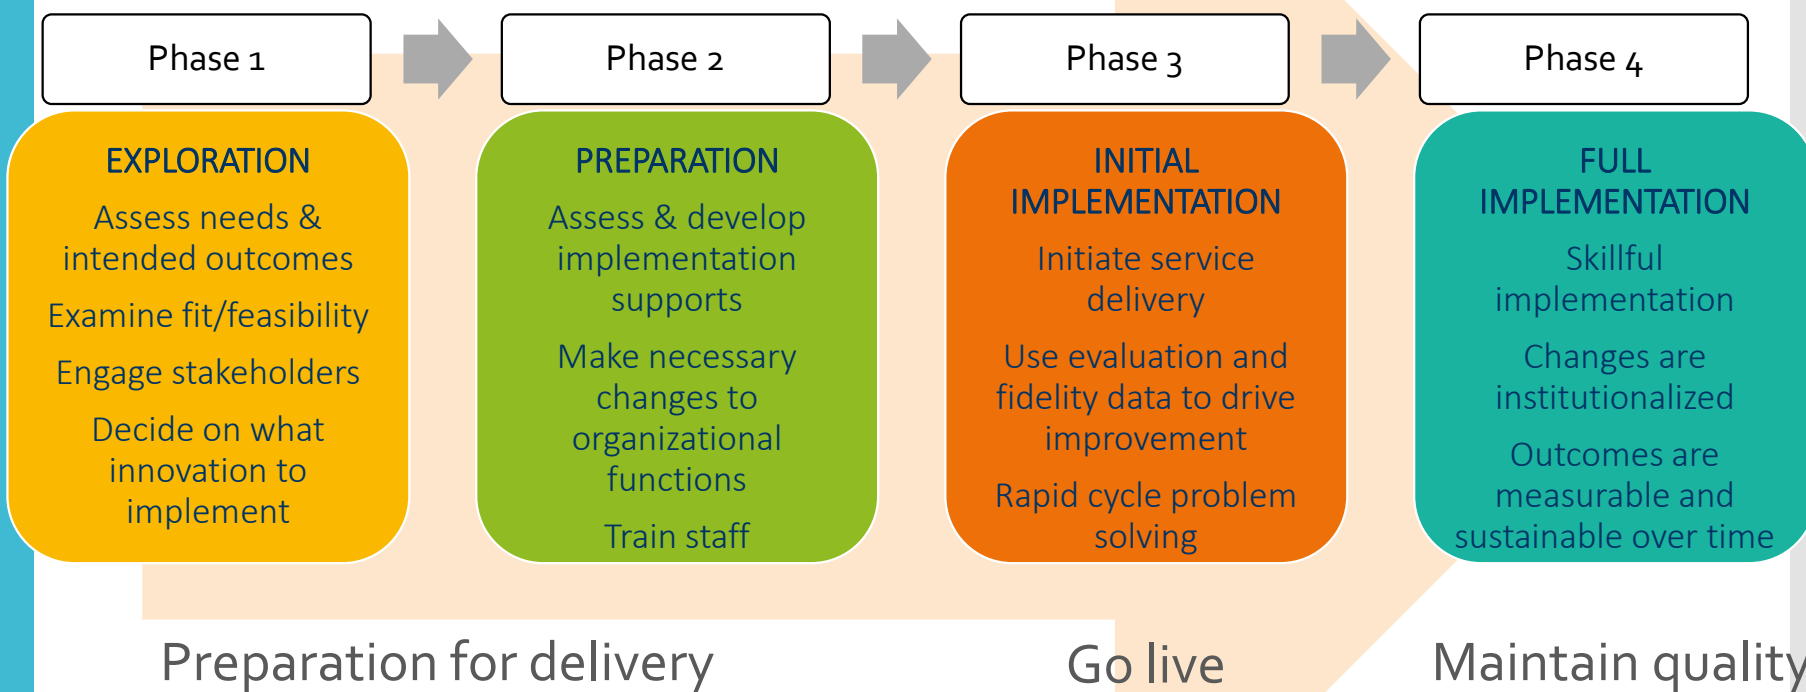 Phase 1
Phase 2
Phase 3
Phase 4
EXPLORATION
Assess needs &
intended outcomes
Examine fit/feasibility
Engage stakeholders
Decide on what
innovation to
implement
PREPARATION
Assess & develop
implementation
supports
Make necessary
changes to
organizational
functions
Train staff
INITIAL
IMPLEMENTATION
Initiate service
delivery
Use evaluation and
fidelity data to drive
improvement
Rapid cycle problem
solving
FULL
IMPLEMENTATION
Skillful
implementation
Changes are
institutionalized
Outcomes are
measurable and
sustainable over time
Preparation for delivery
Go live
Maintain quality